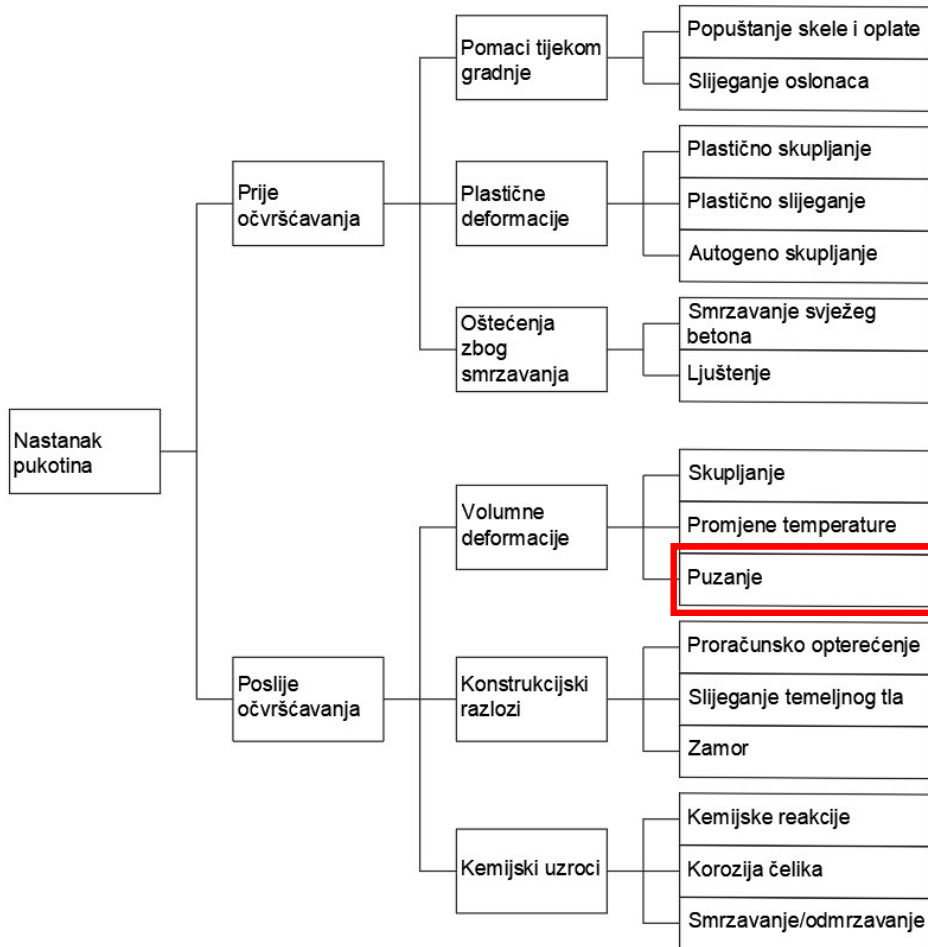 Pomaci tijekom
gradnje
Popuštanje skele i oplate
Slijeganje oslonaca
Prije
očvršćavanja
Plastične
deformacije
Plastično skupljanje
Plastično slijeganje
Autogeno skupljanje
Oštećenja
zbog
smrzavanja
Smrzavanje svježeg
betona
Ljuštenje
Nastanak
pukotina
Volumne
deformacije
Skupljanje
Promjene temperature
Puzanje
Poslije
očvršćavanja
Konstrukcijski
razlozi
Proračunsko opterećenje
Slijeganje temeljnog tla
Zamor
Kemijski uzroci
Kemijske reakcije
Korozija čelika
Smrzavanje/odmrzavanje